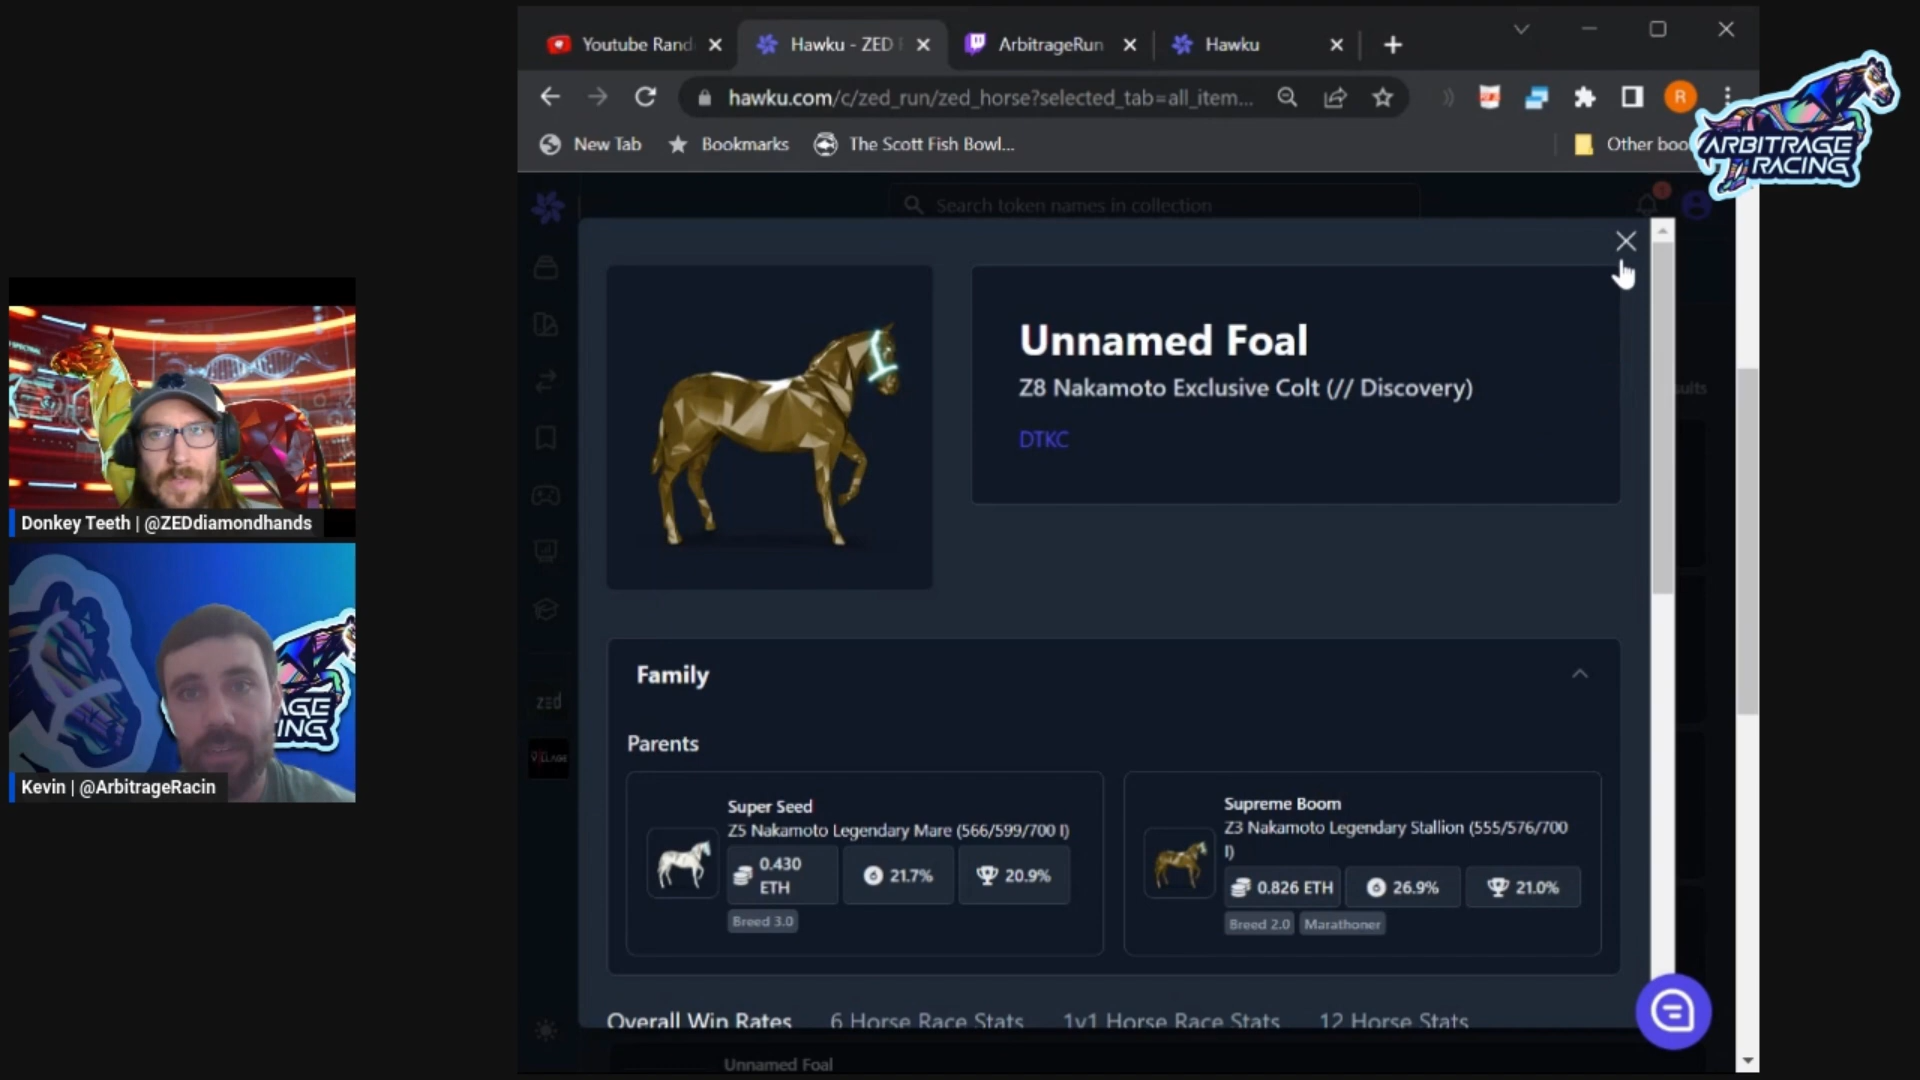 Youtube Rand
Hawku - ZED
ArbitrageRun
Hawku
hawku.com/c/zed_run/zed_horse?selected_tab=all_item...
R
New Tab
Bookmarks
The Scott Fish Bowl...
Other boo
ARBITRAGE
RACING
Search token names in collection
Unnamed Foal
Z8 Nakamoto Exclusive Colt (// Discovery)
DTKC
sults
Donkey Teeth | @ZEDdiamondhands
AGE
ING
Kevin | @ArbitrageRacin
zed
VILLAGE
Family
Parents
Super Seed
Z5 Nakamoto Legendary Mare (566/599/700 I)
0.430
ETH
21.7%
20.9%
Breed 3.0
Supreme Boom
Z3 Nakamoto Legendary Stallion (555/576/700
I)
0.826 ETH
26.9%
21.0%
Breed 2.0
Marathoner
Overall Win Rates
6 Horse Race Stats
1v1 Horse Race Stats
12 Horse Stats
Unnamed Foal